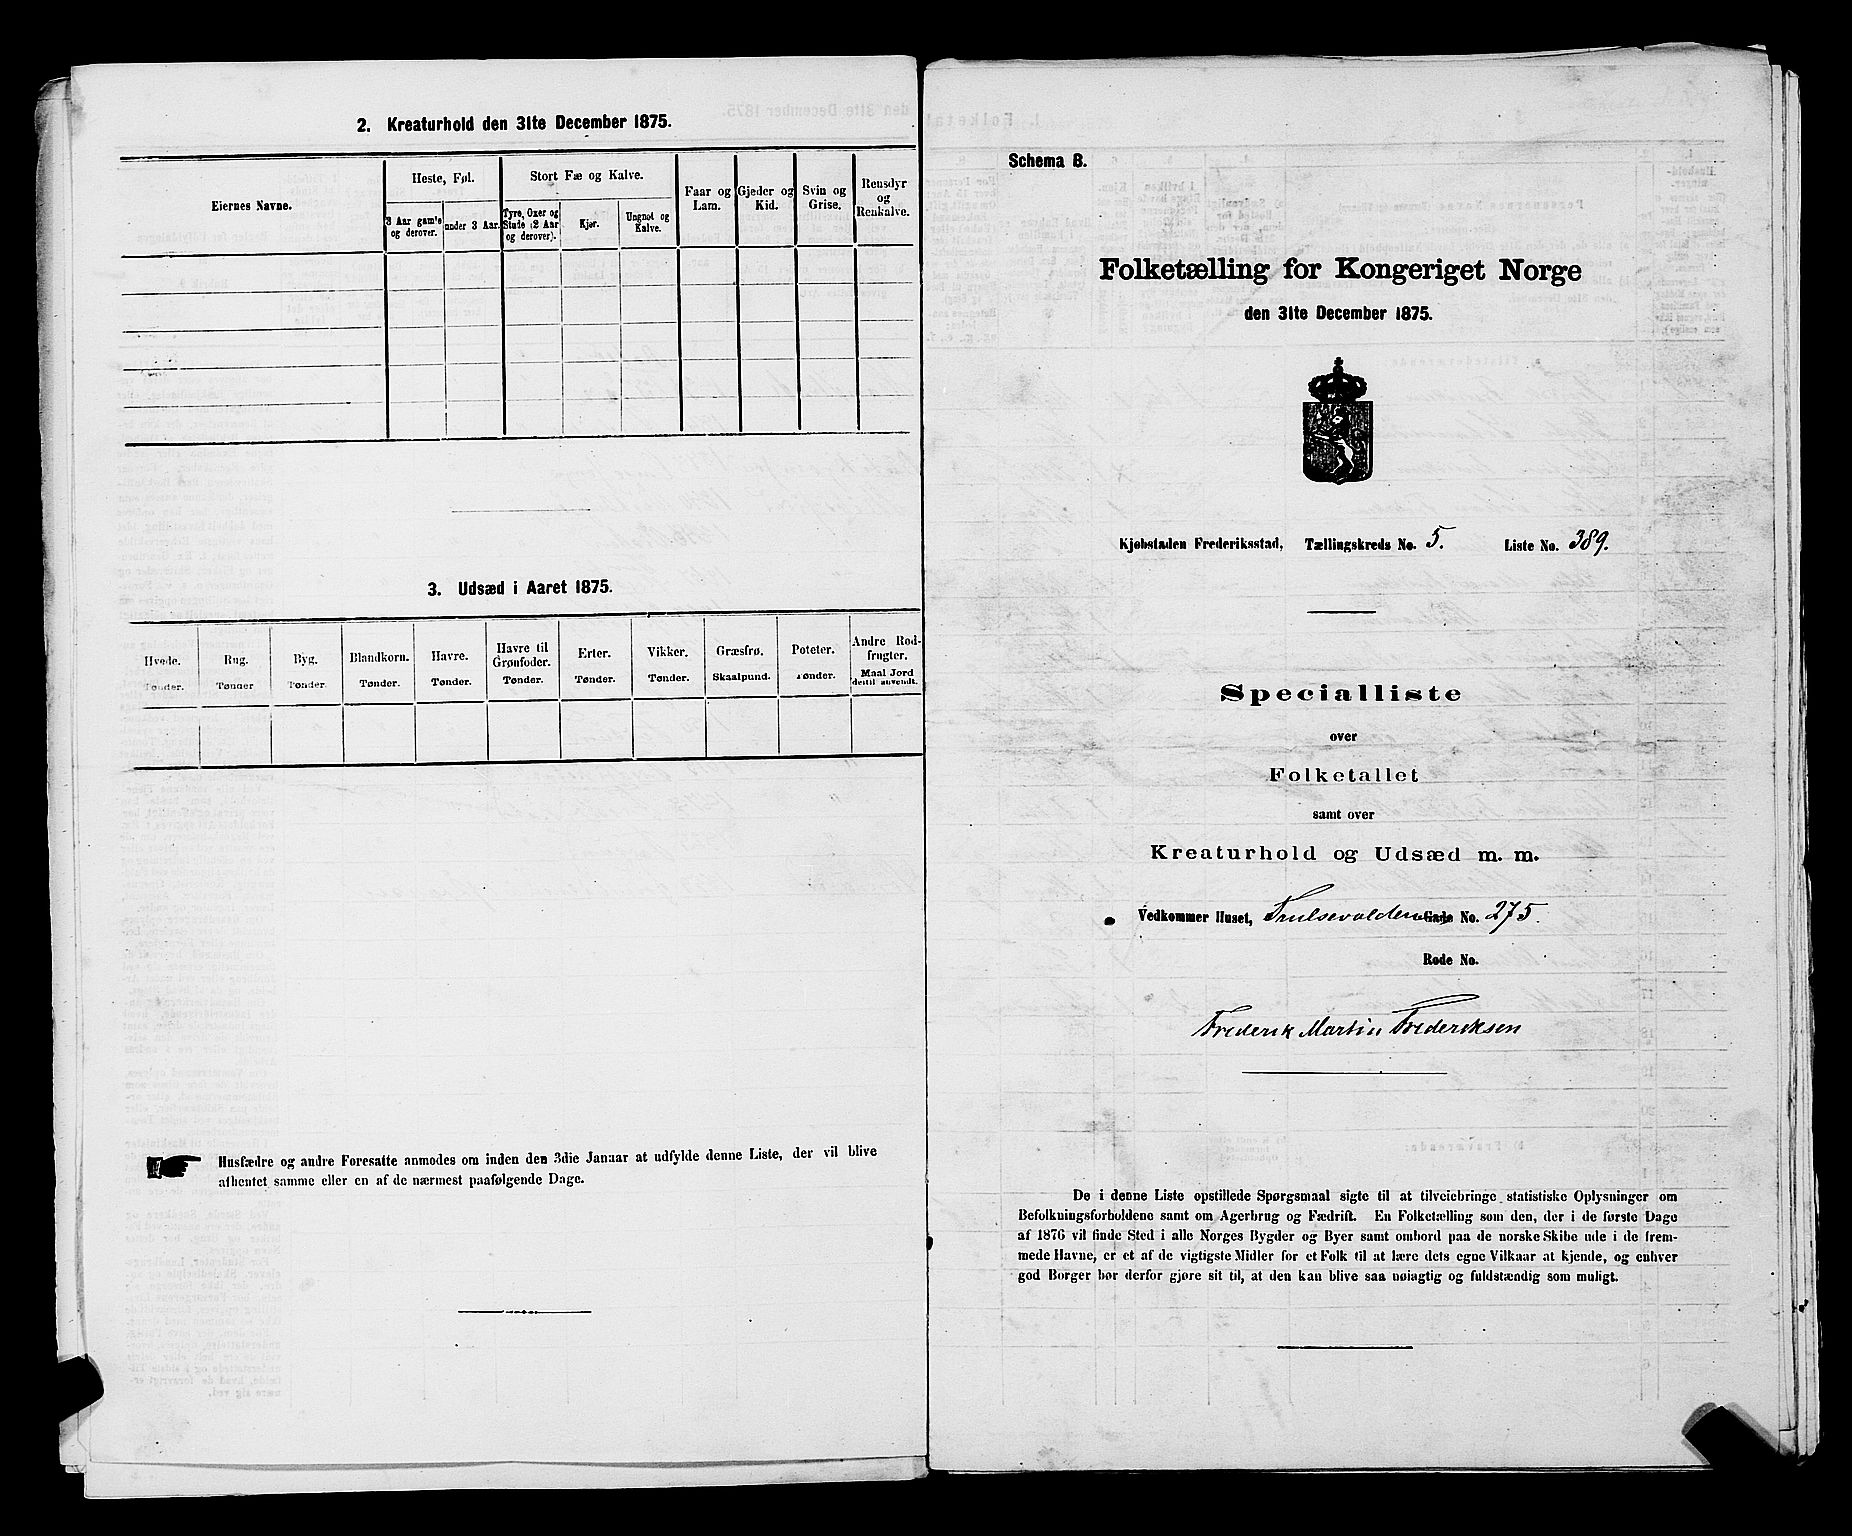 2. Kreaturhold den 31te December 1875.
Eiernes Navne.
Heste, Føl.
Stort Fæ og Kalve.
Faar og
Lam.
Gjeder og
Kid.
Svin og
Grise.
Rensdyr
og
Renkalve.
3 Aar gamle
og derover.
under 3 Aar.
Tyre, Oxer og
Stude (2 Aar
og derover).
Kjør.
Ungnøt og
Kalve.
3. Udsæd i Aaret 1875.
Hvede.
Tønder.
Rug.
Tønder
Byg.
Tønder.
Blandkorn.
Tønder.
Havre.
Tønder.
Havre til
Grønfoder.
Tønder.
Erter.
Tønder.
Vikker.
Tønder.
Græsfrø.
Skaalpund.
Poteter.
Tønder.
Andre Rod-
frugter.
Maal Jord
dertil anvendt.
Husfædre og andre Foresatte anmodes om inden den 3die Januar at udfylde denne Liste, der vil blive
afhentet samme eller en af de nærmest paafølgende Dage.
Schema B.
Folketælling for Kongeriget Norge
den 31te December 1875.
Kjøbstaden Frederiksstad, Tællingskreds No. 5. Liste No. 389.
Specialliste
over
Folketallet
samt over
Kreaturhold og Udsæd m. m.
Vedkommer Huset, Gade No. 275.
Rode No.
Frederik Martin Frederiksen
De i denne Liste opstillede Spørgsmaal sigte til at tilveiebringe statistiske Oplysninger om
Befolkningsforholdene samt om Agerbrug og Fædrift. En Folketælling som den, der i de første Dage
af 1876 vil finde Sted i alle Norges Bygder og Byer samt ombord paa de norske Skibe ude i de frem-
mede Havne, er et af de vigtigste Midler for et Folk til at lære dets egne Vilkaar at kjende, og enhver
god Borger bør derfor gjøre sit til, at den kan blive saa nøiagtig og fuldstændig som muligt.